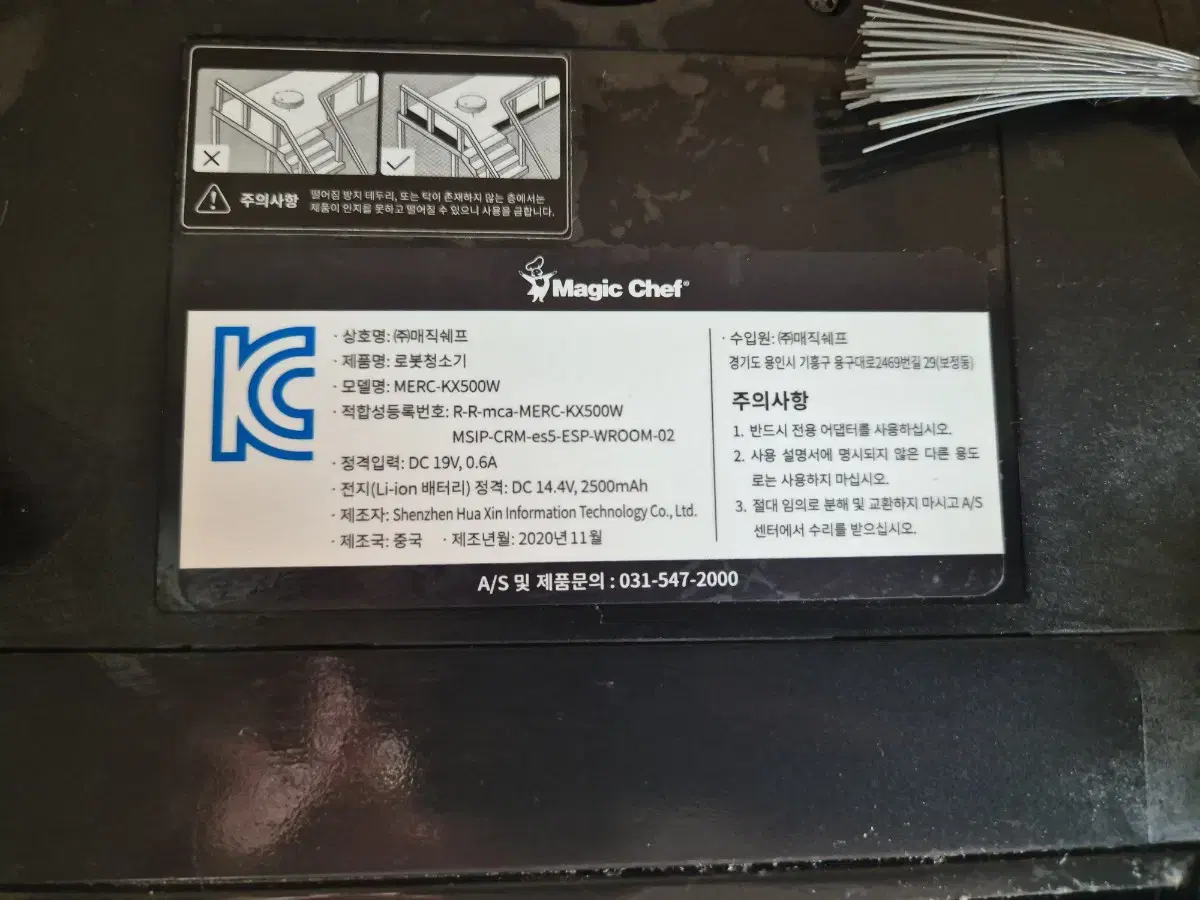 주의사항
떨어짐 방지 테두리, 또는 턱이 존재하지 않는 층에서는
제품이 인지를 못하고 떨어질 수 있으니 사용을 금합니다.
Magic Chef®
· 상호명: ㈜매직쉐프
· 제품명: 로봇청소기
· 모델명: MERC-KX500W
· 적합성등록번호: R-R-mca-MERC-KX500W
MSIP-CRM-es5-ESP-WROOM-02
· 정격입력: DC 19V, 0.6A
· 전지(Li-ion 배터리) 정격: DC 14.4V, 2500mAh
· 제조자: Shenzhen Hua Xin Information Technology Co., Ltd.
· 제조국: 중국 · 제조년월: 2020년 11월
· 수입원: ㈜매직쉐프
경기도 용인시 기흥구 용구대로2469번길 29(보정동)
주의사항
1. 반드시 전용 어댑터를 사용하십시오.
2. 사용 설명서에 명시되지 않은 다른 용도
로는 사용하지 마십시오.
3. 절대 임의로 분해 및 교환하지 마시고 A/S
센터에서 수리를 받으십시오.
A/S 및 제품문의 : 031-547-2000